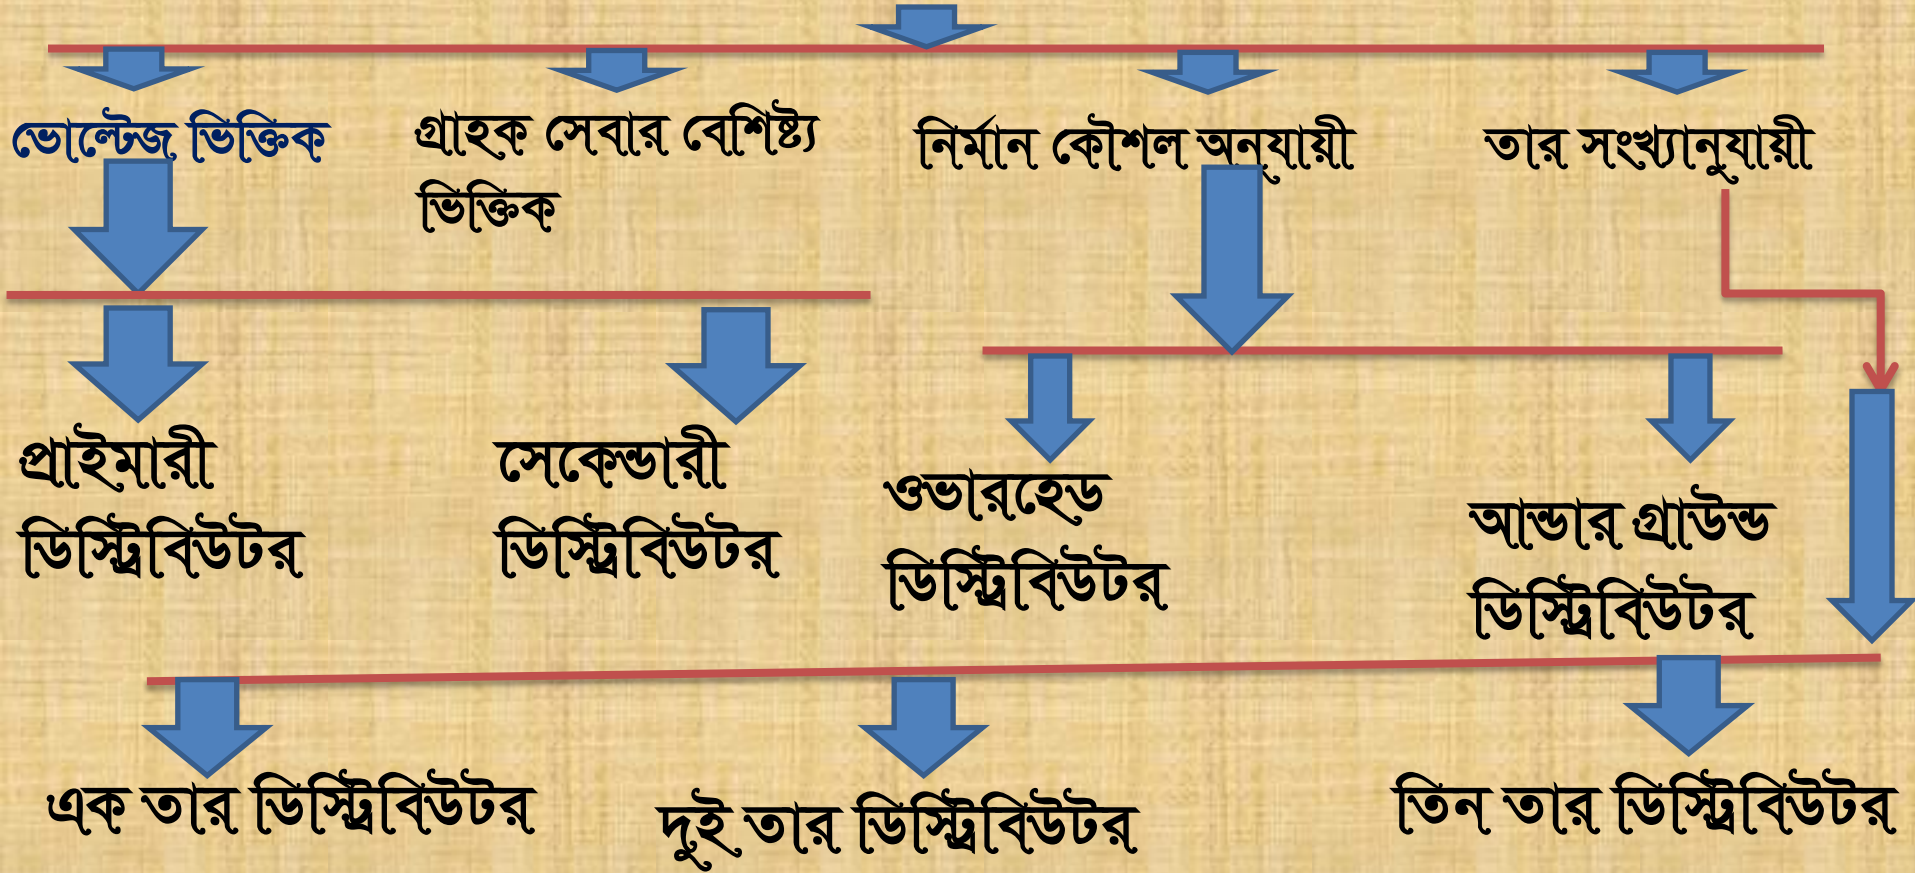 ভোল্টেজ ভিক্তিক
গ্রাহক সেবার বেশিষ্ট্য
ভিক্তিক
নির্মান কৌশল অনুযায়ী
তার সংখ্যানুযায়ী
প্রাইমারী
ডিস্ট্রিবিউটর
সেকেন্ডারী
ডিস্ট্রিবিউটর
ওভারহেড
ডিস্ট্রিবিউটর
আন্ডার গ্রাউন্ড
ডিস্ট্রিবিউটর
এক তার ডিস্ট্রিবিউটর
দুই তার ডিস্ট্রিবিউটর
তিন তার ডিস্ট্রিবিউটর